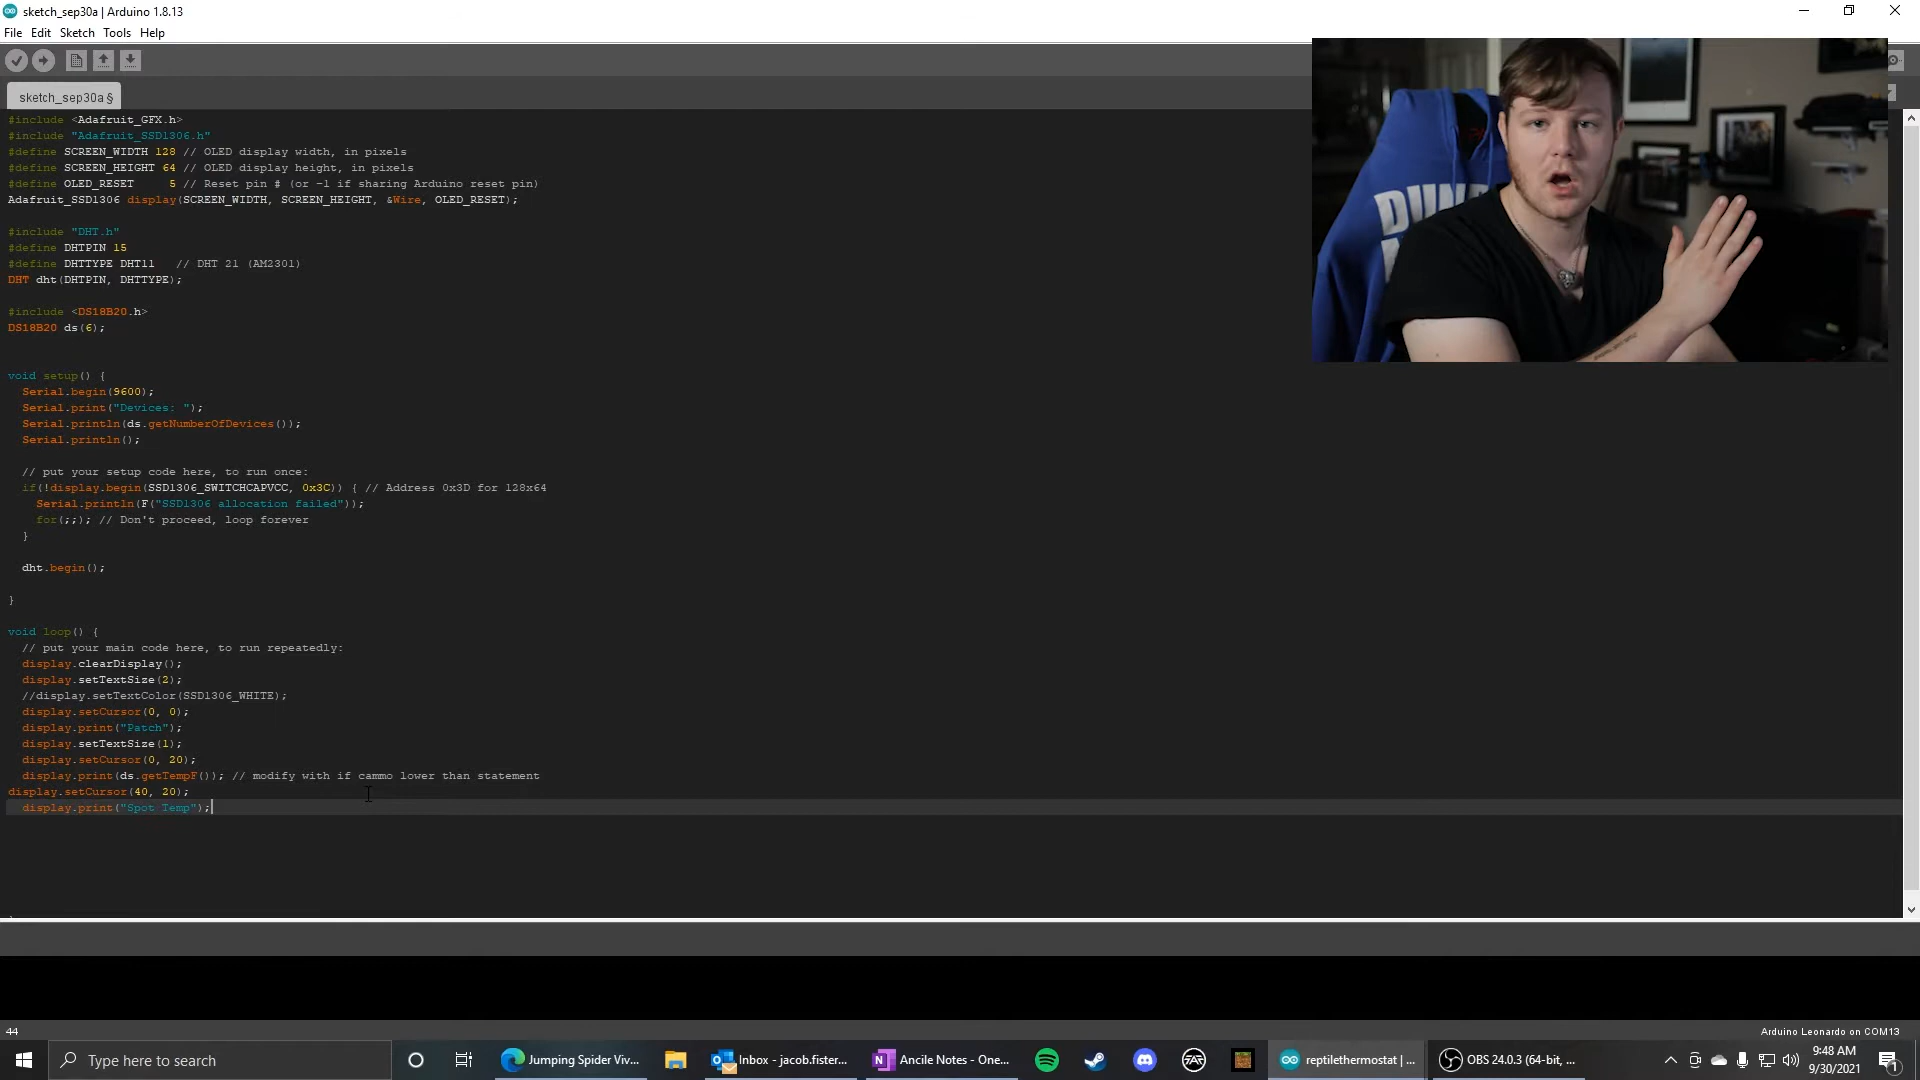 sketch_sep30a | Arduino 1.8.13
File Edit Sketch Tools Help
sketch_sep30a §
#include <Adafruit_GFX.h>
#include "Adafruit_SSD1306.h"
#define SCREEN_WIDTH 128 // OLED display width, in pixels
#define SCREEN_HEIGHT 64 // OLED display height, in pixels
#define OLED_RESET     5 // Reset pin # (or -1 if sharing Arduino reset pin)
Adafruit_SSD1306 display(SCREEN_WIDTH, SCREEN_HEIGHT, &Wire, OLED_RESET);
#include "DHT.h"
#define DHTPIN 15
#define DHTTYPE DHT11   // DHT 21 (AM2301)
DHT dht(DHTPIN, DHTTYPE);
#include <DS18B20.h>
DS18B20 ds(6);
void setup() {
Serial.begin(9600);
Serial.print("Devices: ");
Serial.println(ds.getNumberOfDevices());
Serial.println();
// put your setup code here, to run once:
if(!display.begin(SSD1306_SWITCHCAPVCC, 0x3C)) { // Address 0x3D for 128x64
Serial.println(F("SSD1306 allocation failed"));
for(;;); // Don't proceed, loop forever
}
dht.begin();
}
void loop() {
// put your main code here, to run repeatedly:
display.clearDisplay();
display.setTextSize(2);
//display.setTextColor(SSD1306_WHITE);
display.setCursor(0, 0);
display.print("Patch");
display.setTextSize(1);
display.setCursor(0, 20);
display.print(ds.getTempF()); // modify with if cammo lower than statement
display.setCursor(40, 20);
display.print("Spot Temp");
44
Arduino Leonardo on COM13
Type here to search
Jumping Spider Viv...
Inbox - jacob.fister...
Ancile Notes - One...
reptilethermostat | ...
OBS 24.0.3 (64-bit, ...
9:48 AM
9/30/2021
1